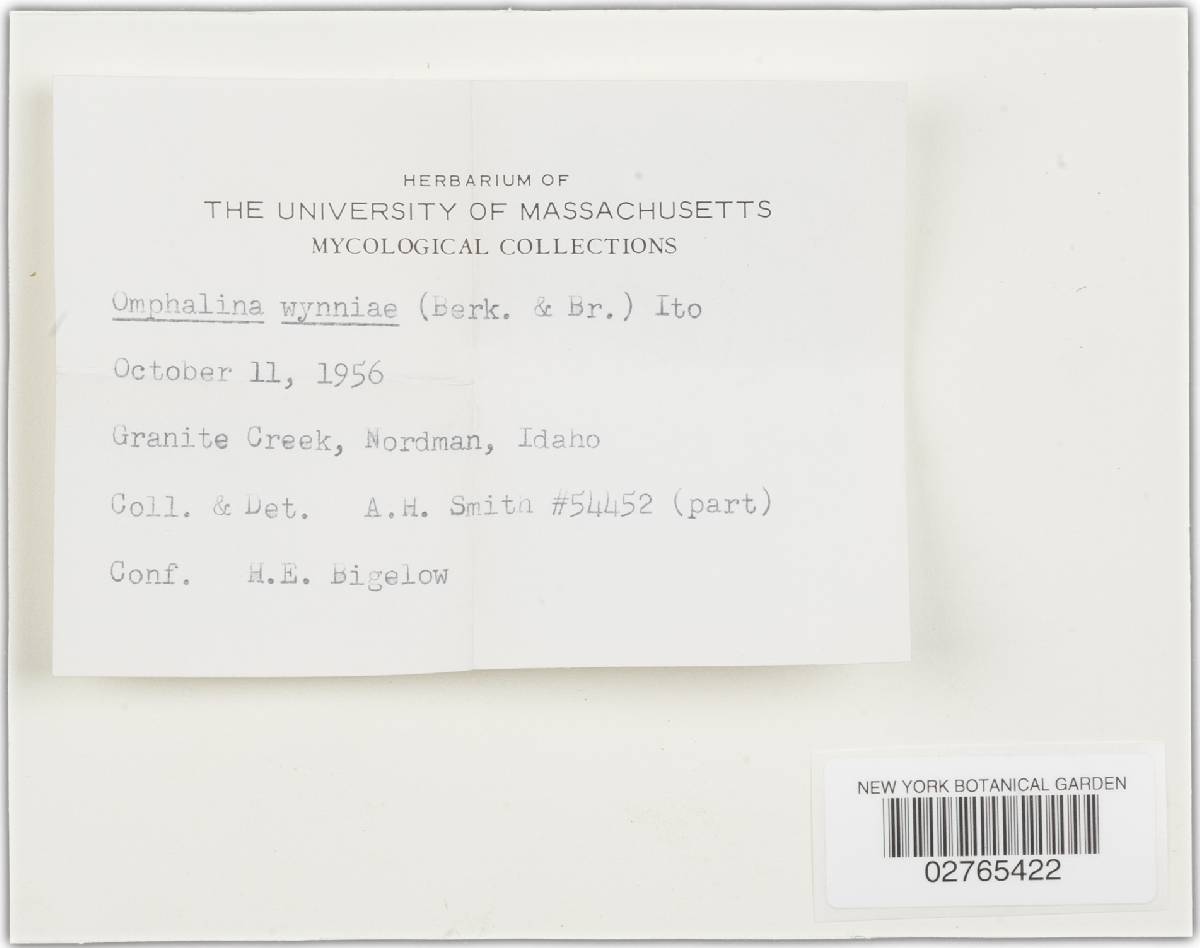 HERBARIUM OF
THE UNIVERSITY OF MASSACHUSETTS
MYCOLOGICAL COLLECTIONS
Omphalina wynniae (Berk. & Br.) Ito
October 11, 1956
Granite Creek, Nordman, Idaho
Coll. & Det. A.H. Smith #54452 (part)
Conf. H.E. Bigelow
NEW YORK BOTANICAL GARDEN
02765422